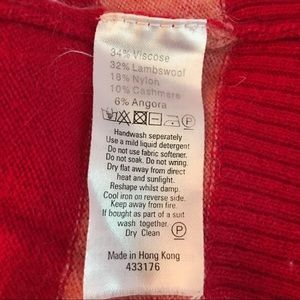 34% Viscose
32% Lambswool
18% Nylon
10% Cashmere
6% Angora
P
Handwash seperately
Use a mild liquid detergent
Do not use fabric softener.
Do not soak. Do not wring.
Dry flat away from direct
heat and sunlight.
Reshape whilst damp.
Cool iron on reverse side.
Keep away from fire.
If bought as part of a suit
wash together.
Dry Clean P
Made in Hong Kong
433176